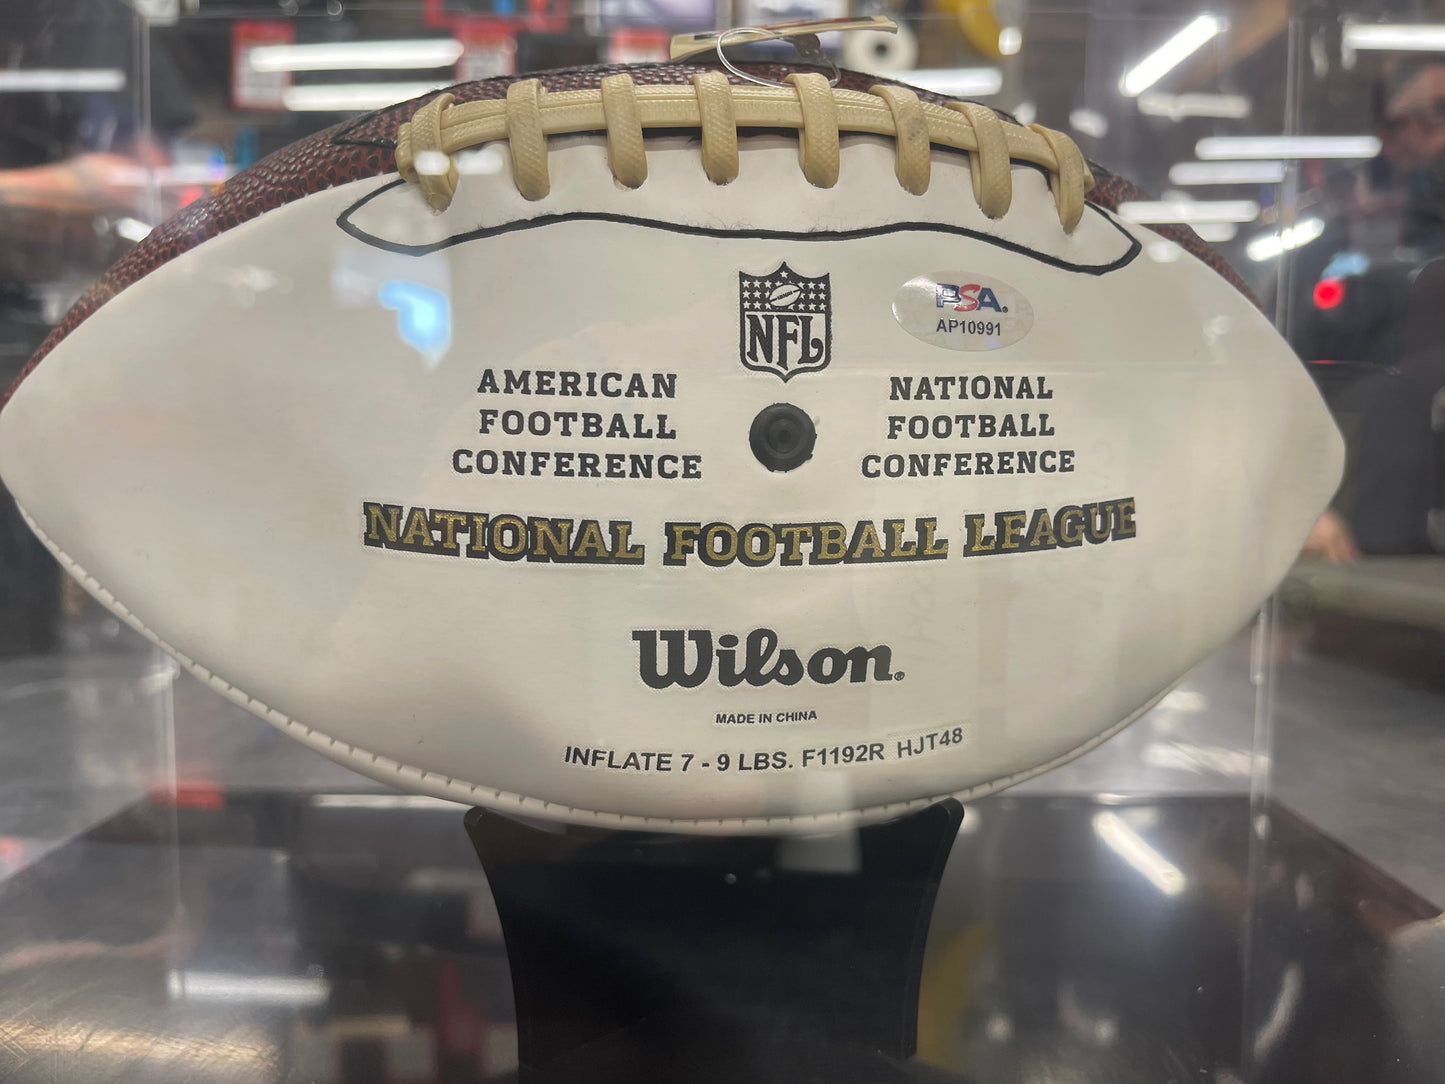 NFL
PSA
AP10991
AMERICAN
FOOTBALL
CONFERENCE
NATIONAL
FOOTBALL
CONFERENCE
NATIONAL FOOTBALL LEAGUE
Wilson®
MADE IN CHINA
INFLATE 7 - 9 LBS. F1192R HJT48